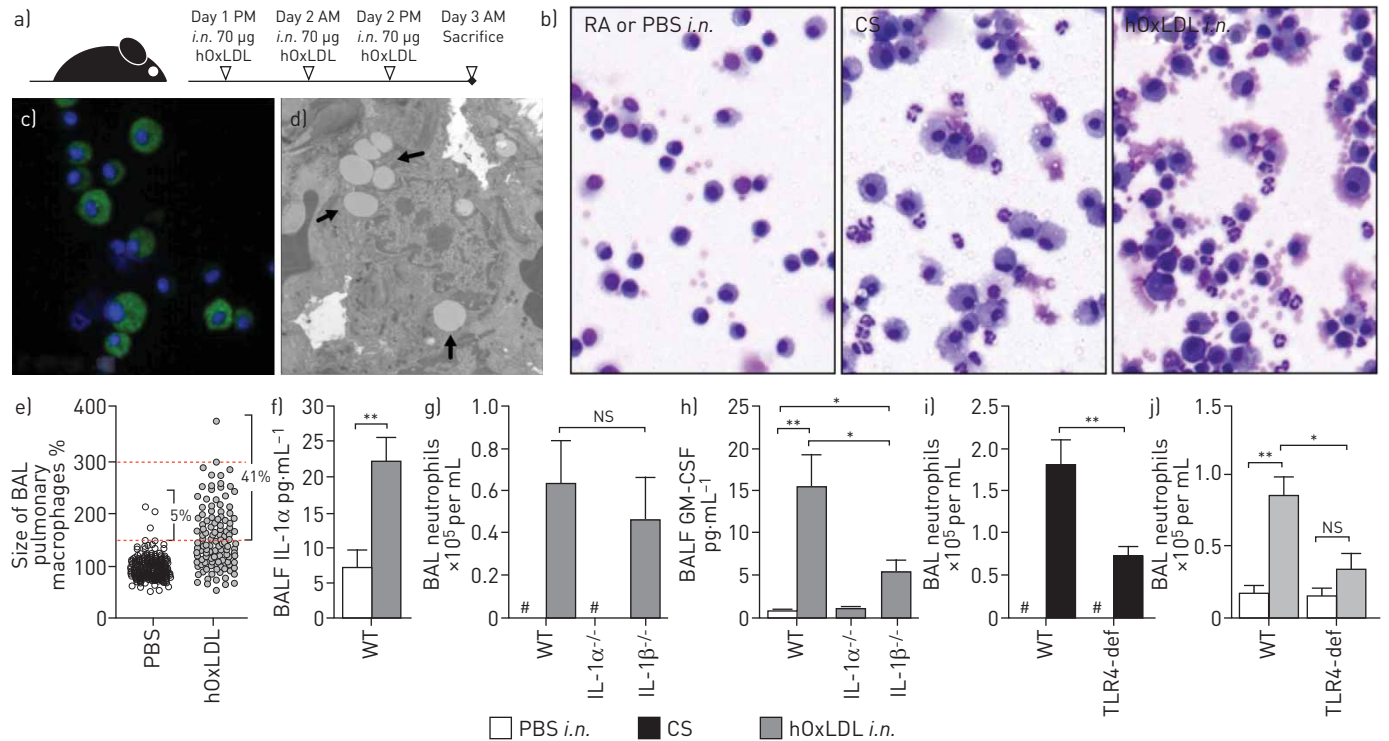 a)
Day 1 PM
i.n. 70 µg
hOxLDL
Day 2 AM
i.n. 70 µg
hOxLDL
Day 2 PM
i.n. 70 µg
hOxLDL
Day 3 AM
Sacrifice
b)
RA or PBS i.n.
CS
hOxLDL i.n.
c)
d)
e)
Size of BAL
pulmonary
macrophages %
400
300
200
100
0
5%
41%
PBS
hOxLDL
f)
BALF IL-1α pg·mL⁻¹
30
25
20
15
10
5
0
**
WT
g)
BAL neutrophils
×10⁵ per mL
1.0
0.8
0.6
0.4
0.2
0
NS
#
#
WT
IL-1α-/-
IL-1β-/-
h)
BALF GM-CSF
pg·mL⁻¹
25
20
15
10
5
0
*
**
*
WT
IL-1α-/-
IL-1β-/-
i)
BAL neutrophils
×10⁵ per mL
2.5
2.0
1.5
1.0
0.5
0
**
#
#
WT
TLR4-def
j)
BAL neutrophils
×10⁵ per mL
1.5
1.0
0.5
0
*
**
NS
WT
TLR4-def
PBS i.n.
CS
hOxLDL i.n.